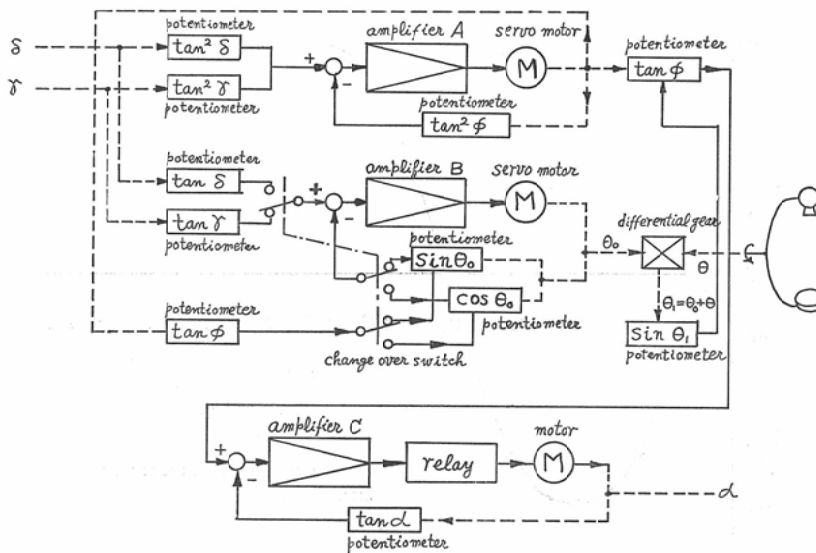 amplifier A
servo motor
potentiometer
δ
tan² δ
+
-
M
potentiometer
tan φ
γ
tan² γ
potentiometer
potentiometer
tan² φ
potentiometer
tan δ
amplifier B
servo motor
+
-
M
tan γ
potentiometer
differential gear
potentiometer
sin θ₀
θ₀
θ
cos θ₀
potentiometer
θ₁=θ₀+θ
potentiometer
tan φ
sin θ₁
potentiometer
change over switch
amplifier C
motor
+
-
relay
M
α
tan α
potentiometer